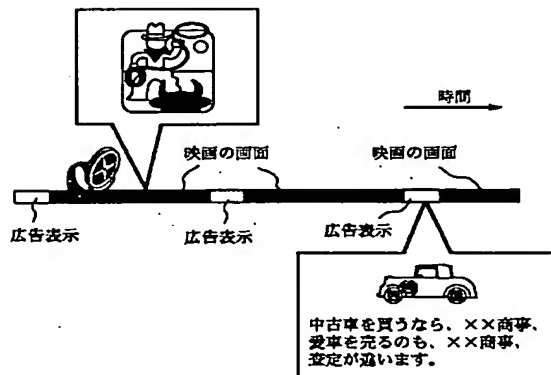 時間
映画の画面
映画の画面
広告表示
広告表示
広告表示
中古車を買うなら、××商事、
愛車を売るのも、××商事、
査定が違います。